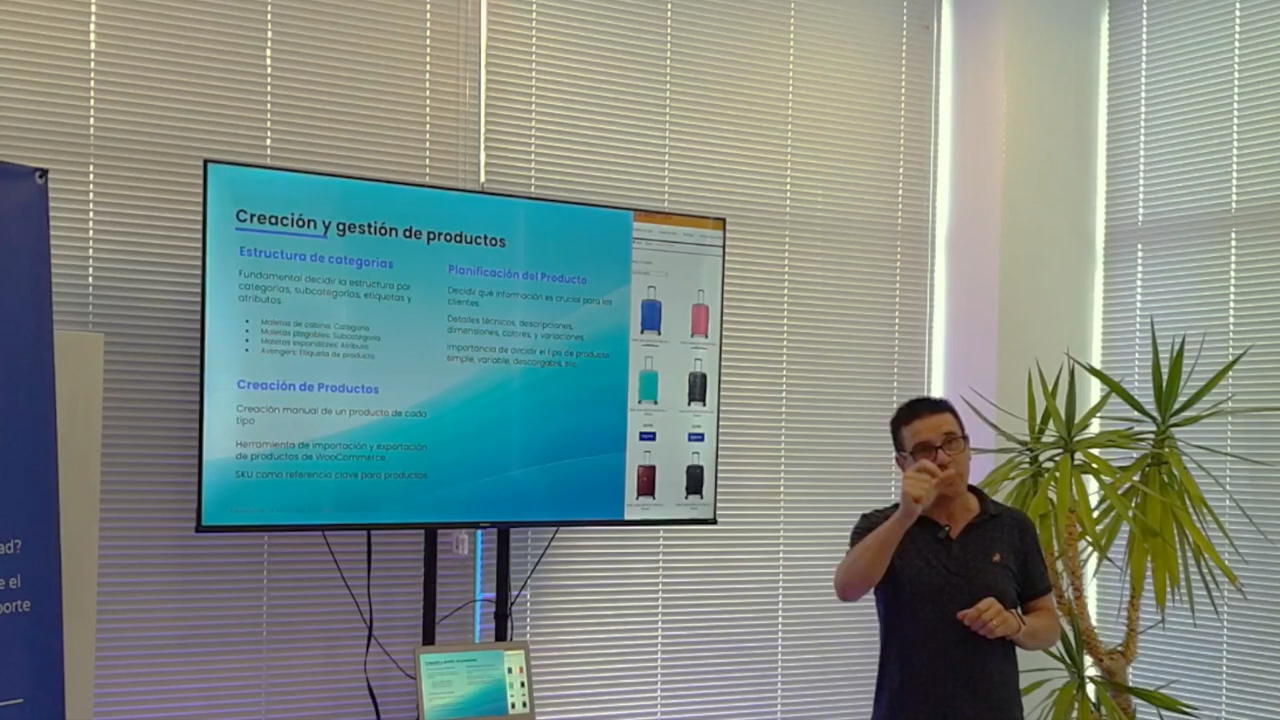 Creación y gestión de productos
Estructura de categorías
Fundamental decidir la estructura por
categorías, subcategorías, etiquetas y
atributos.
Maletas de cabina: Categoría
Maletas plegables: Subcategoría
Maletas expandibles: Atributo
Avengers: Etiqueta de producto
Creación de Productos
Creación manual de un producto de cada
tipo
Herramienta de importación y exportación
de productos de WooCommerce
SKU como referencia clave para productos
Planificación del Producto
Decidir qué información es crucial para los
clientes.
Detalles técnicos, descripciones,
dimensiones, colores, y variaciones.
Importancia de decidir el tipo de producto:
simple, variable, descargable, etc.
ad?
e el
porte